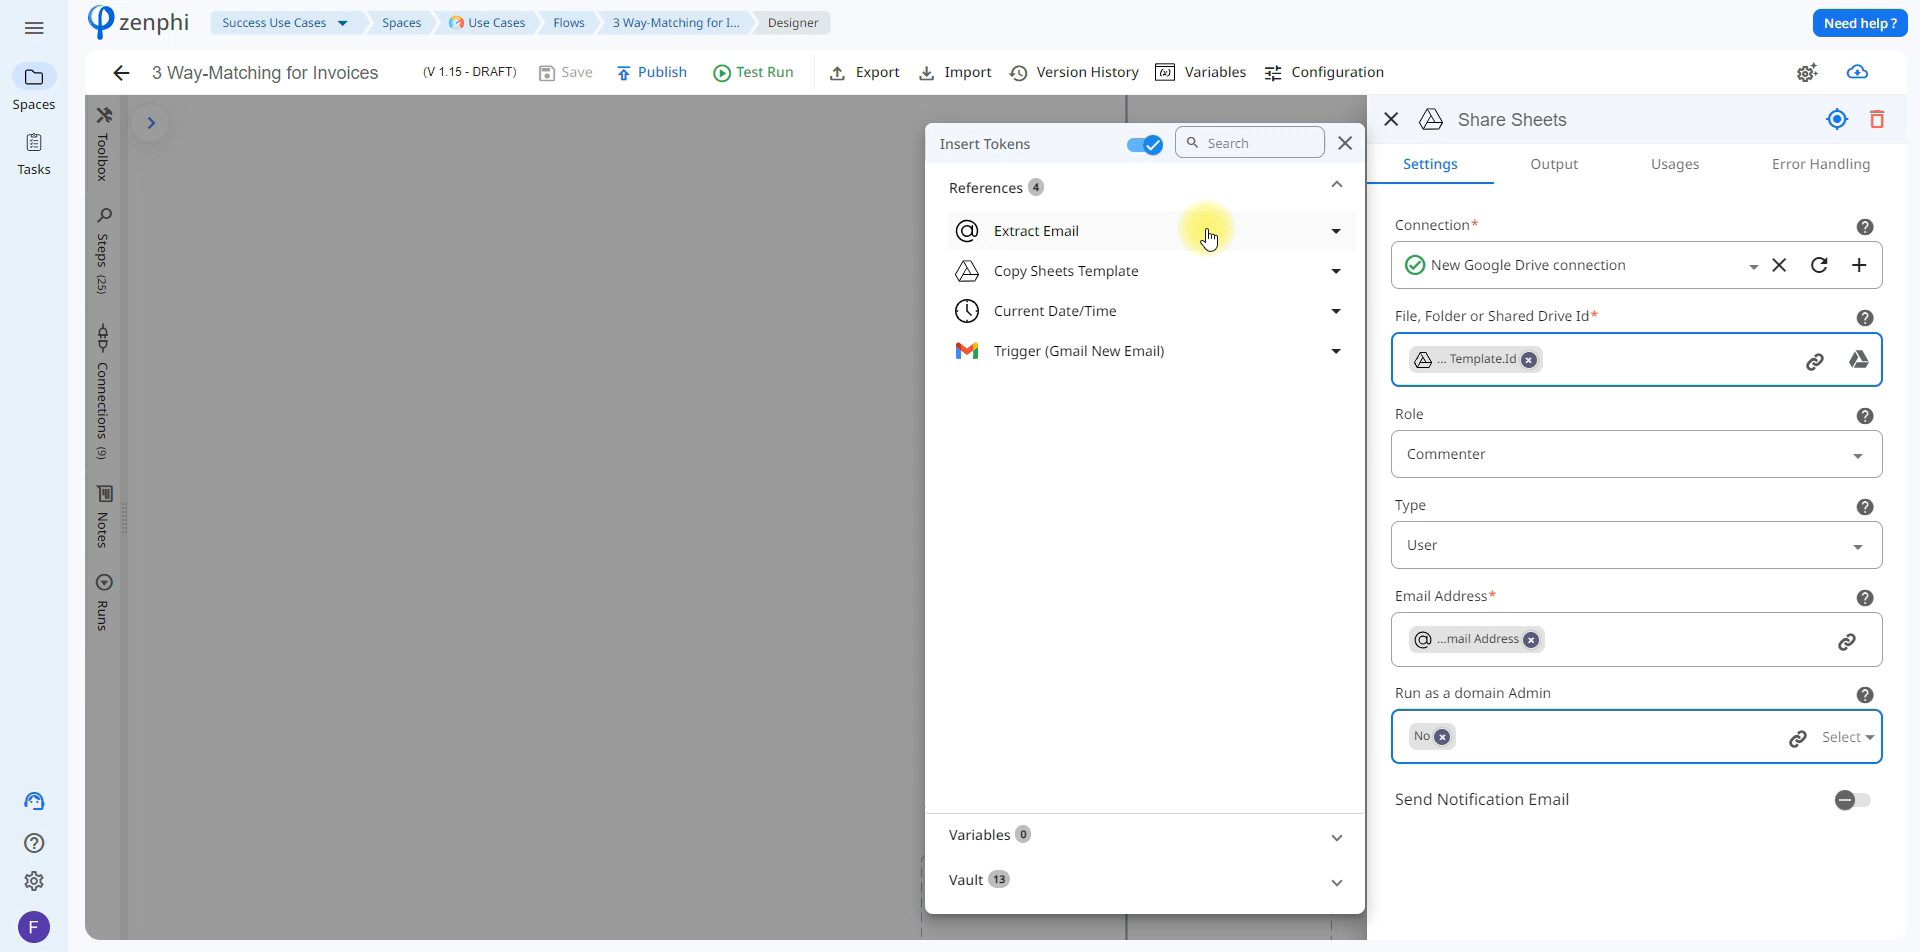 zenphi
Success Use Cases
Spaces
Use Cases
Flows
3 Way-Matching for I...
Designer
Need help ?
3 Way-Matching for Invoices
(V 1.15 - DRAFT)
Save
Publish
Test Run
Export
Import
Version History
Variables
Configuration
Spaces
Tasks
Toolbox
Steps (25)
Connections (9)
Notes
Runs
F
Insert Tokens
Search
References 4
Extract Email
Copy Sheets Template
Current Date/Time
Trigger (Gmail New Email)
Variables 0
Vault 13
Share Sheets
Settings
Output
Usages
Error Handling
Connection*
New Google Drive connection
File, Folder or Shared Drive Id*
... Template.Id
Role
Commenter
Type
User
Email Address*
...mail Address
Run as a domain Admin
No
Select
Send Notification Email